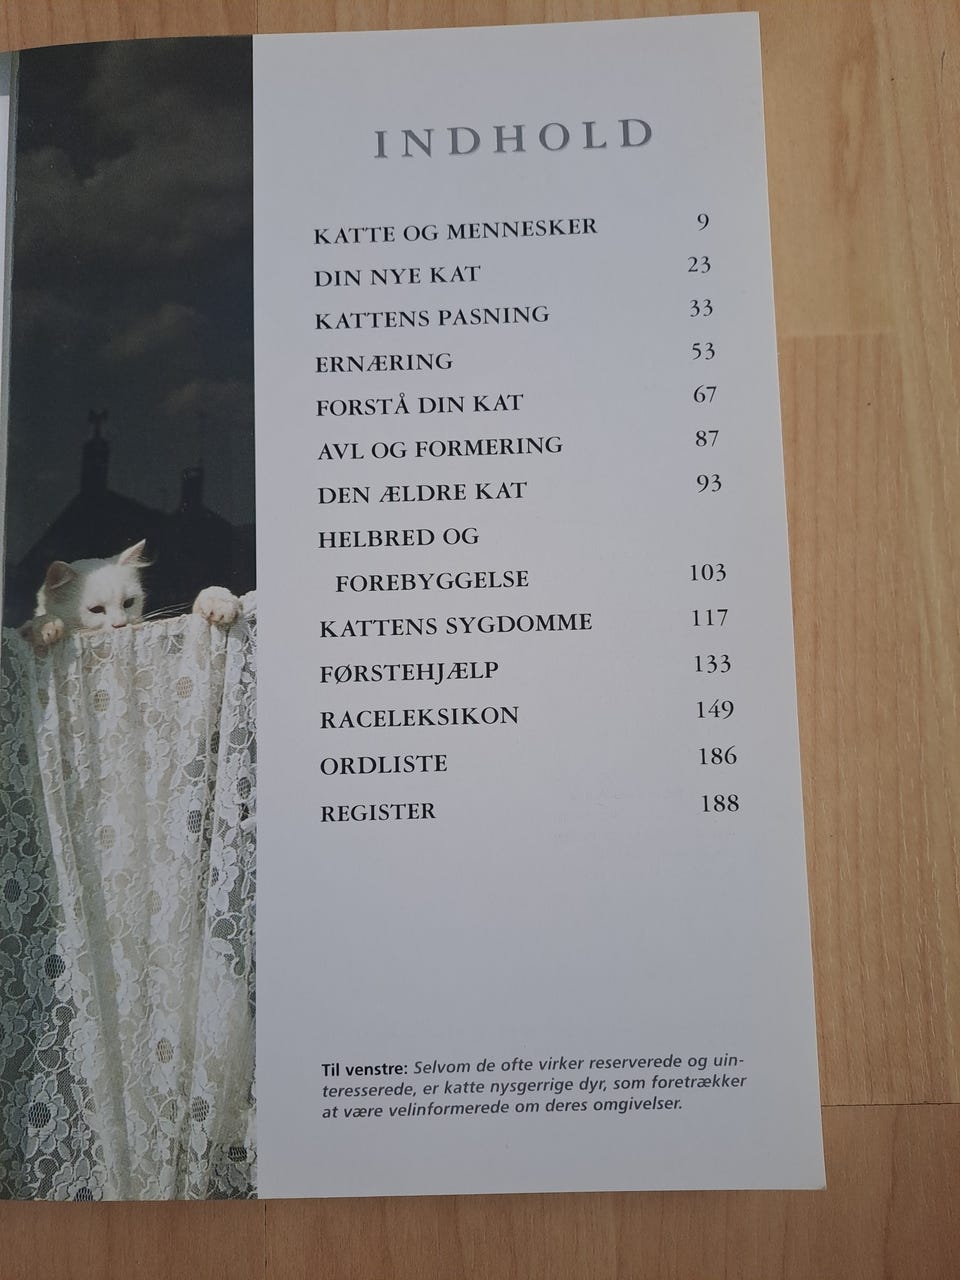 INDHOLD
KATTE OG MENNESKER 9
DIN NYE KAT 23
KATTENS PASNING 33
ERNÆRING 53
FORSTÅ DIN KAT 67
AVL OG FORMERING 87
DEN ÆLDRE KAT 93
HELBRED OG
FOREBYGGELSE 103
KATTENS SYGDOMME 117
FØRSTEHJÆLP 133
RACELEKSIKON 149
ORDLISTE 186
REGISTER 188
Til venstre: Selvom de ofte virker reserverede og uin-
teresserede, er katte nysgerrige dyr, som foretrækker
at være velinformerede om deres omgivelser.